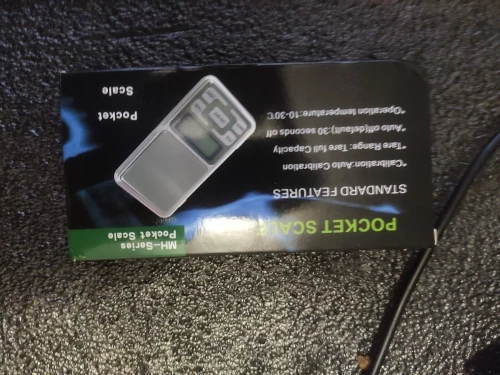 POCKET SCALE
STANDARD FEATURES
*Calibration:Auto Calibration
*Tare Range: Tare full Capacity
*Auto off(default):30 seconds off
*Operation temperature:10-30℃
MH-Series
Pocket Scale
Pocket
Scale